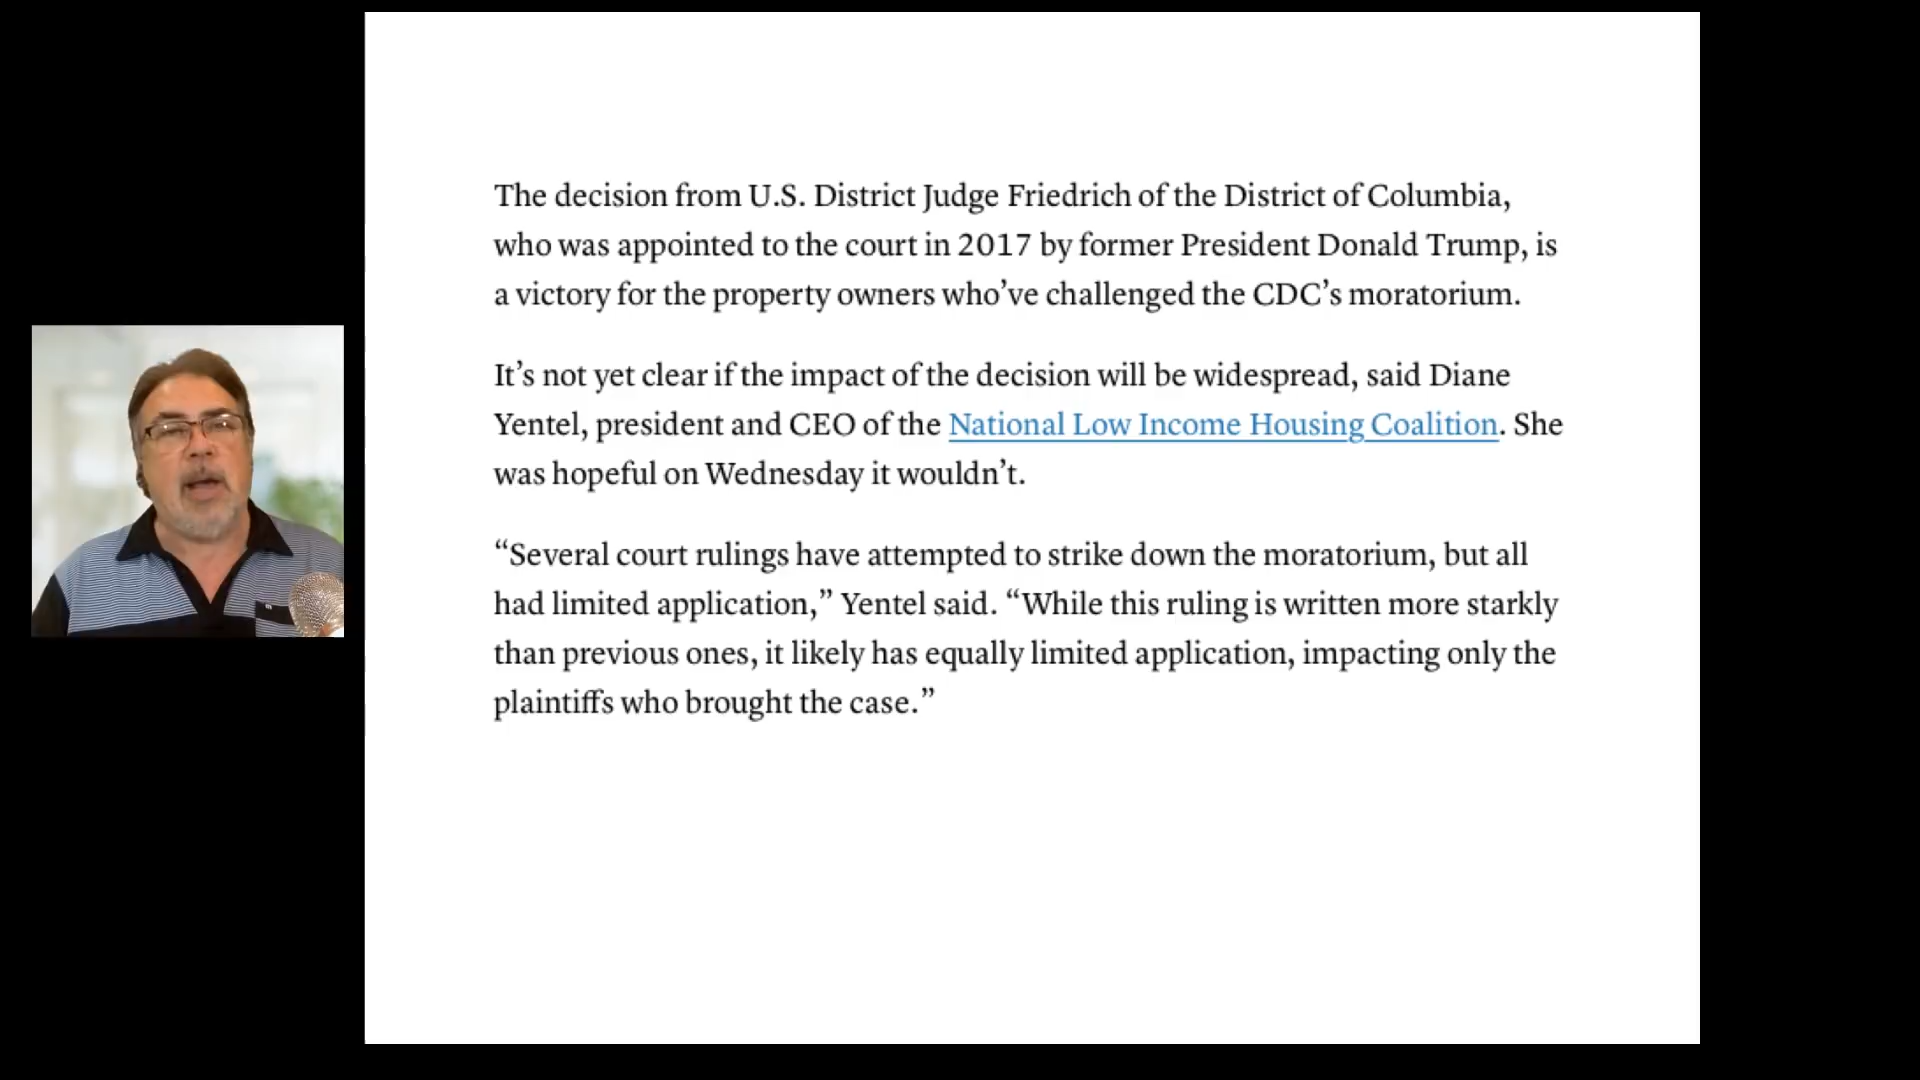 The decision from U.S. District Judge Friedrich of the District of Columbia,
who was appointed to the court in 2017 by former President Donald Trump, is
a victory for the property owners who’ve challenged the CDC’s moratorium.
It’s not yet clear if the impact of the decision will be widespread, said Diane
Yentel, president and CEO of the National Low Income Housing Coalition. She
was hopeful on Wednesday it wouldn’t.
“Several court rulings have attempted to strike down the moratorium, but all
had limited application,” Yentel said. “While this ruling is written more starkly
than previous ones, it likely has equally limited application, impacting only the
plaintiffs who brought the case.”